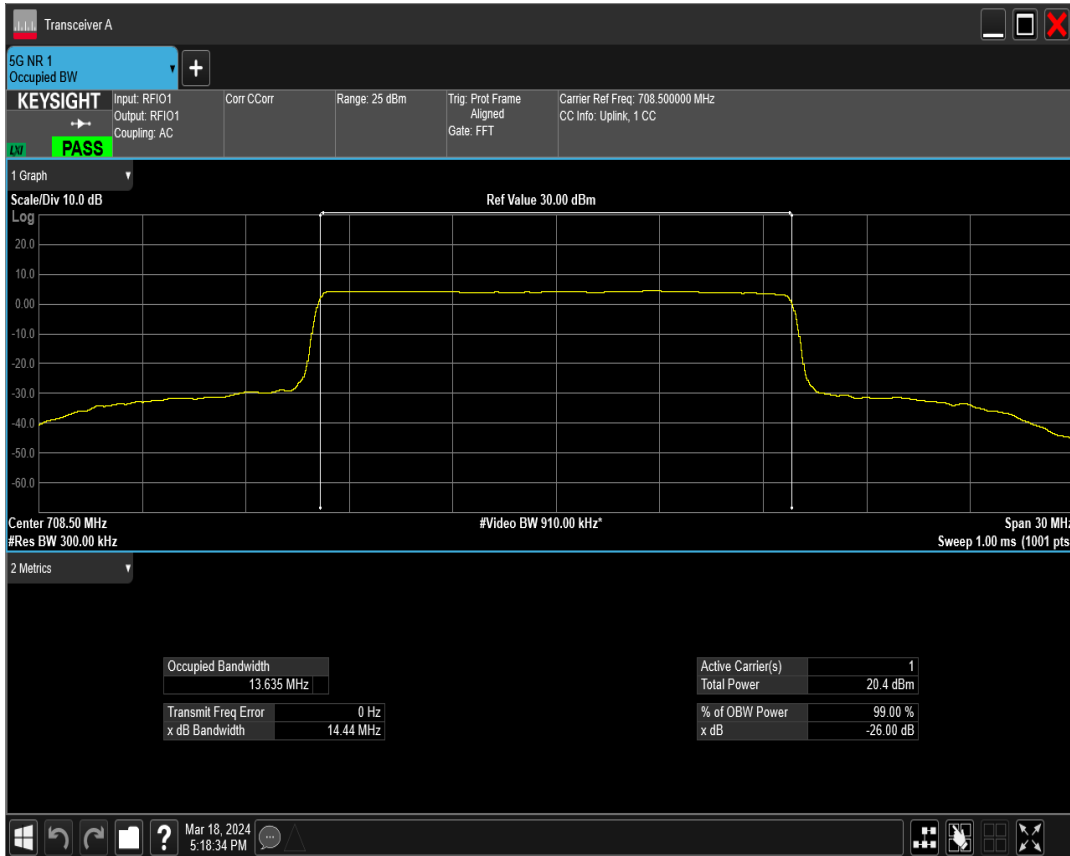 Transceiver A
5G NR 1
Occupied BW
KEYSIGHT
LXI
PASS
Input: RFIO1
Output: RFIO1
Coupling: AC
Corr CCorr
Range: 25 dBm
Trig: Prot Frame
Aligned
Gate: FFT
Carrier Ref Freq: 708.500000 MHz
CC Info: Uplink, 1 CC
1 Graph
Scale/Div 10.0 dB
Ref Value 30.00 dBm
Log
20.0
10.0
0.00
-10.0
-20.0
-30.0
-40.0
-50.0
-60.0
Center 708.50 MHz
#Video BW 910.00 kHz*
Span 30 MHz
#Res BW 300.00 kHz
Sweep 1.00 ms (1001 pts
2 Metrics
Occupied Bandwidth
13.635 MHz
Transmit Freq Error 0 Hz
x dB Bandwidth 14.44 MHz
Active Carrier(s) 1
Total Power 20.4 dBm
% of OBW Power 99.00 %
x dB -26.00 dB
?
Mar 18, 2024
5:18:34 PM